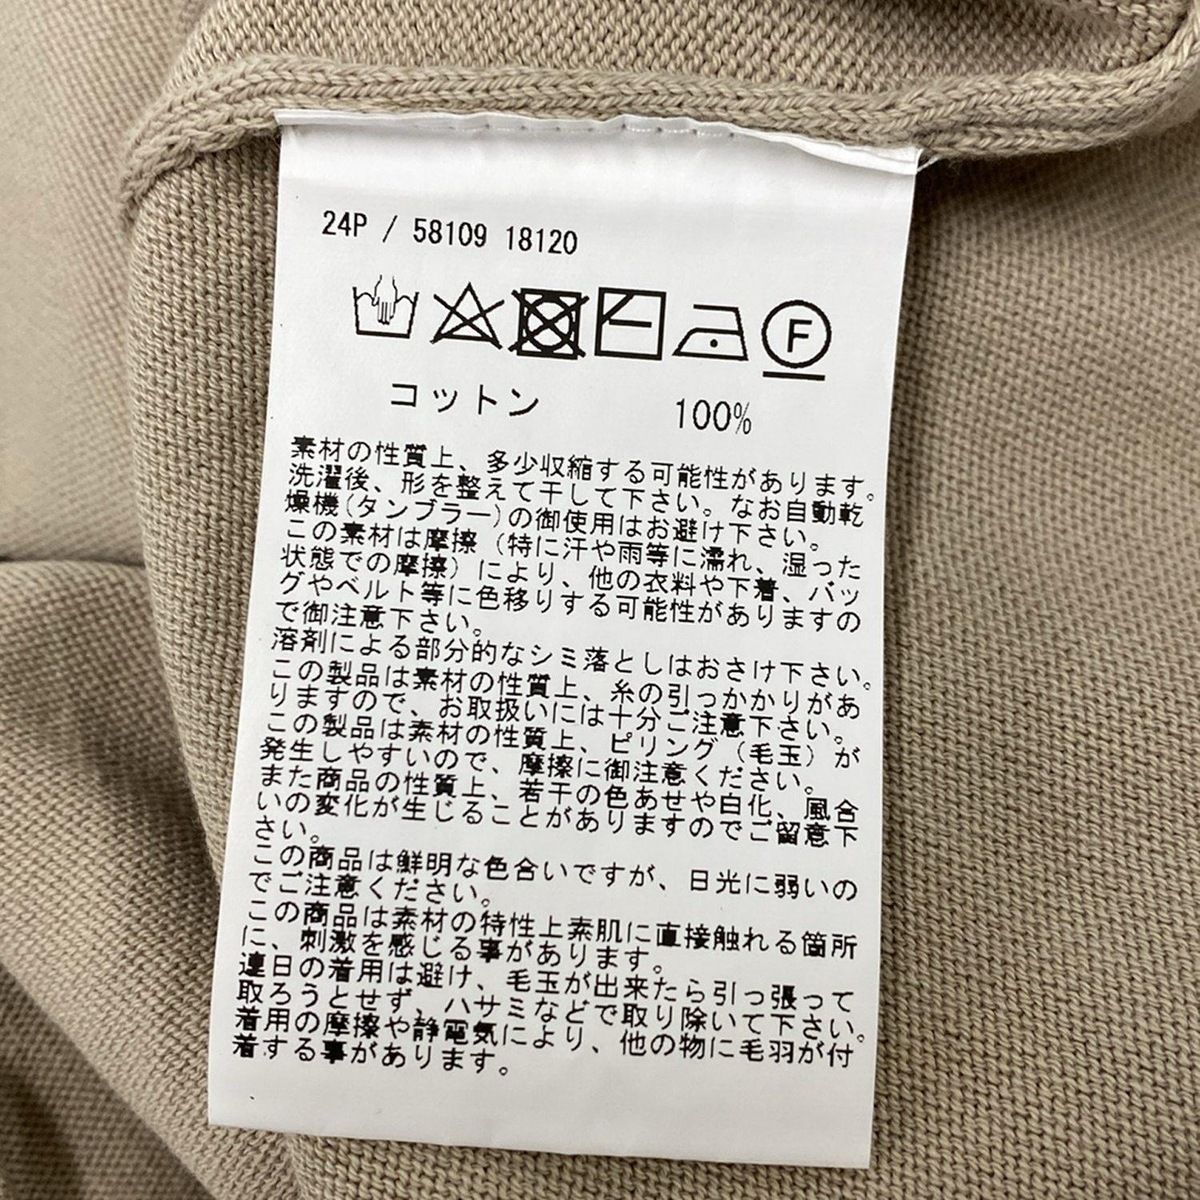 24P / 58109 18120
F
コットン 100%
素材の性質上、多少収縮する可能性があります。
洗濯後、形を整えて干して下さい。なお自動乾
燥機(タンブラー)の御使用はお避け下さい。
この素材は摩擦（特に汗や雨等に濡れ、湿った
状態での摩擦）により、他の衣料や下着、バッ
グやベルト等に色移りする可能性がありますの
で御注意下さい。
溶剤による部分的なシミ落としはおさけ下さい。
この製品は素材の性質上、糸の引っかかりがあ
りますので、お取扱いには十分ご注意下さい。
この製品は素材の性質上、ピリング（毛玉）が
発生しやすいので、摩擦に御注意ください。
また商品の性質上、若干の色あせや白化、風合
いの変化が生じることがありますのでご留意下
さい。
この商品は鮮明な色合いですが、日光に弱いの
でご注意ください。
この商品は素材の特性上素肌に直接触れる箇所
に、刺激を感じる事があります。
連日の着用は避け、毛玉が出来たら引っ張って
取ろうとせず、ハサミなどで取り除いて下さい。
着用の摩擦や静電気により、他の物に毛羽が付
着する事があります。